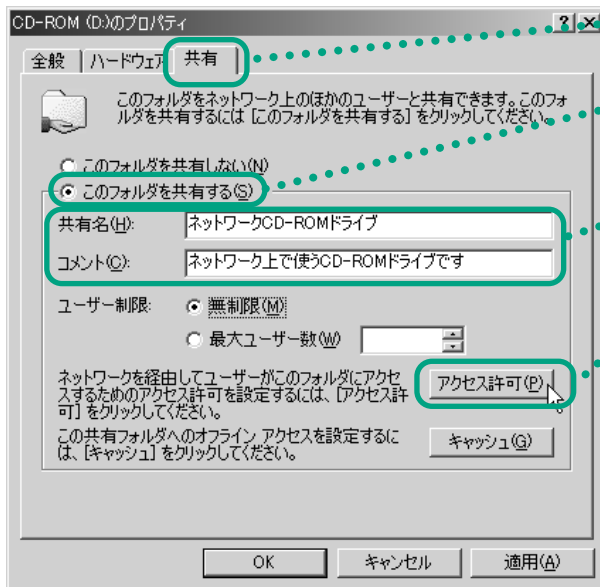 CD-ROM (D:)のプロパティ
全般 ハードウェア 共有
このフォルダをネットワーク上のほかのユーザーと共有できます。このフォ
ルダを共有するには [このフォルダを共有する] をクリックしてください。
このフォルダを共有しない(N)
このフォルダを共有する(S)
共有名(H): ネットワークCD-ROMドライブ
コメント(C): ネットワーク上で使うCD-ROMドライブです
ユーザー制限: 無制限(M)
最大ユーザー数(W)
ネットワークを経由してユーザーがこのフォルダにアクセ
スするためのアクセス許可を設定するには、[アクセス許
可] をクリックしてください。
アクセス許可(P)
この共有フォルダへのオフライン アクセスを設定するに
は、[キャッシュ] をクリックしてください。
キャッシュ(G)
OK キャンセル 適用(A)